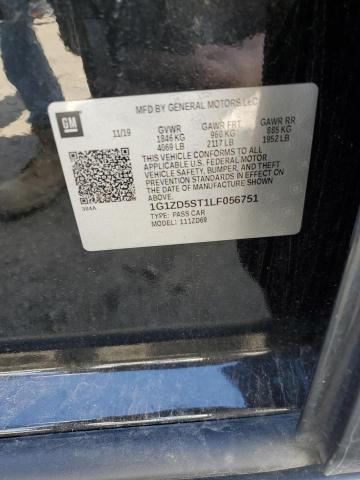 MFD BY GENERAL MOTORS LLC
GM 11/19 GVWR GAWR FRT GAWR RR
1846 KG 960 KG 885 KG
4069 LB 2117 LB 1952 LB
THIS VEHICLE CONFORMS TO ALL
APPLICABLE U.S. FEDERAL MOTOR
VEHICLE SAFETY, BUMPER, AND THEFT
PREVENTION STANDARDS IN EFFECT ON
THE DATE OF MANUFACTURE SHOWN
ABOVE.
384A
1G1ZD5ST1LF056751
TYPE: PASS CAR
MODEL: 111ZD69